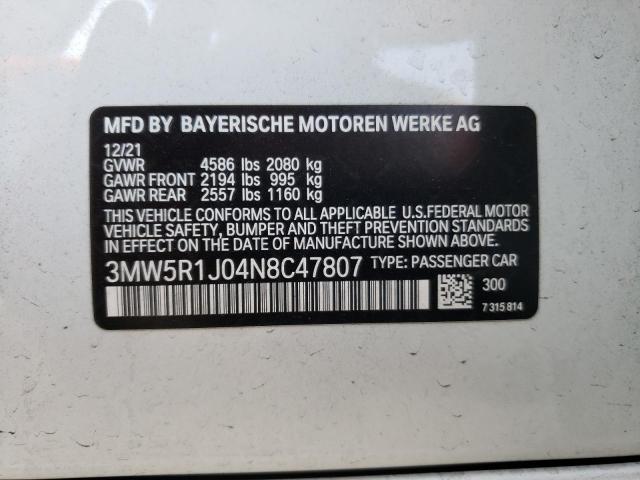 MFD BY BAYERISCHE MOTOREN WERKE AG
12/21
GVWR 4586 lbs 2080 kg
GAWR FRONT 2194 lbs 995 kg
GAWR REAR 2557 lbs 1160 kg
THIS VEHICLE CONFORMS TO ALL APPLICABLE U.S.FEDERAL MOTOR
VEHICLE SAFETY, BUMPER AND THEFT PREVENTION STANDARDS
IN EFFECT ON THE DATE OF MANUFACTURE SHOWN ABOVE.
3MW5R1J04N8C47807 TYPE: PASSENGER CAR
300
7 315 814